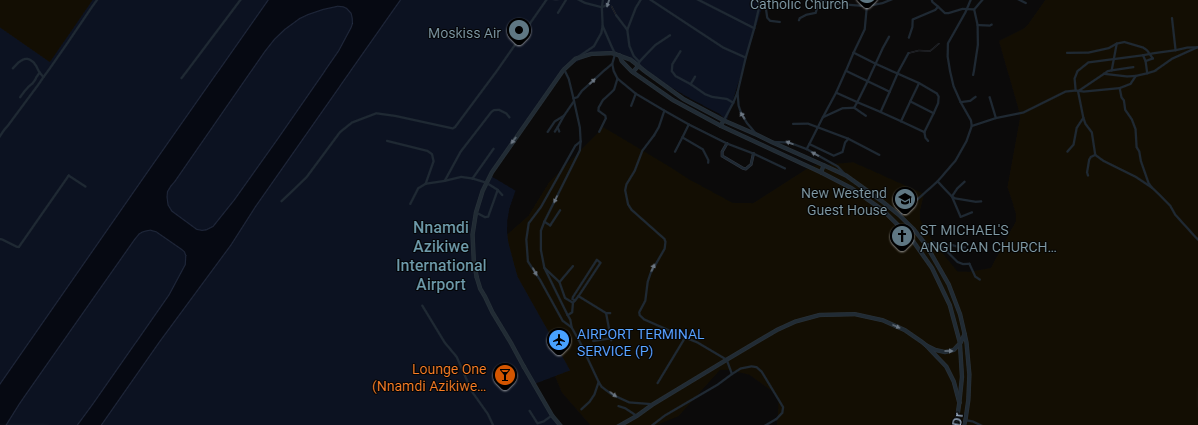 Catholic Church
Moskiss Air
New Westend
Guest House
ST MICHAEL'S
ANGLICAN CHURCH…
Nnamdi
Azikiwe
International
Airport
AIRPORT TERMINAL
SERVICE (P)
Lounge One
(Nnamdi Azikiwe…
Dr